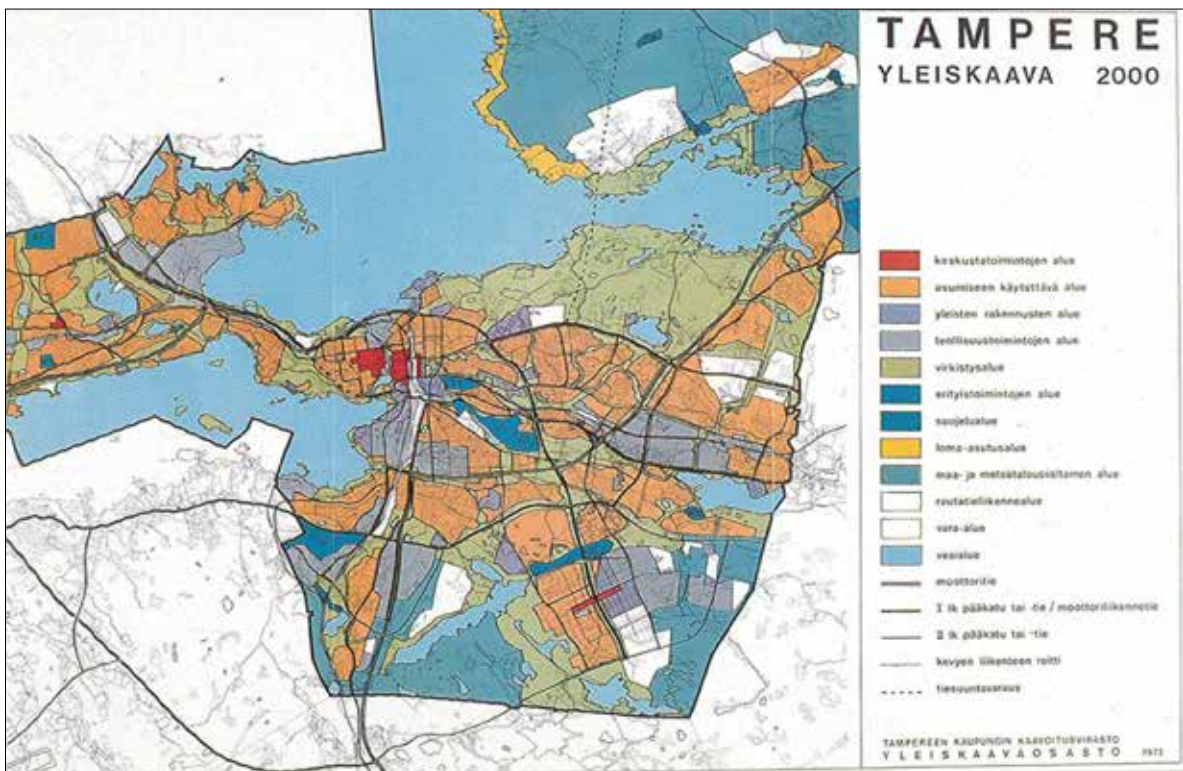 TAMPERE
YLEISKAAVA 2000
keskustatoimintojen alue
asumiseen käytettävä alue
yleisten rakennusten alue
teollisuustoimintojen alue
virkistysalue
erityistoimintojen alue
suojelualue
loma-asutusalue
maa- ja metsätalousvaltainen alue
rautatieliikennealue
vara-alue
vesialue
moottoritie
I lk pääkatu tai -tie / moottoriliikennetie
II lk pääkatu tai -tie
kevyen liikenteen reitti
tiesuuntavaraus
TAMPEREEN KAUPUNGIN KAAVOITUSVIRASTO
YLEISKAAVAOSASTO 1973